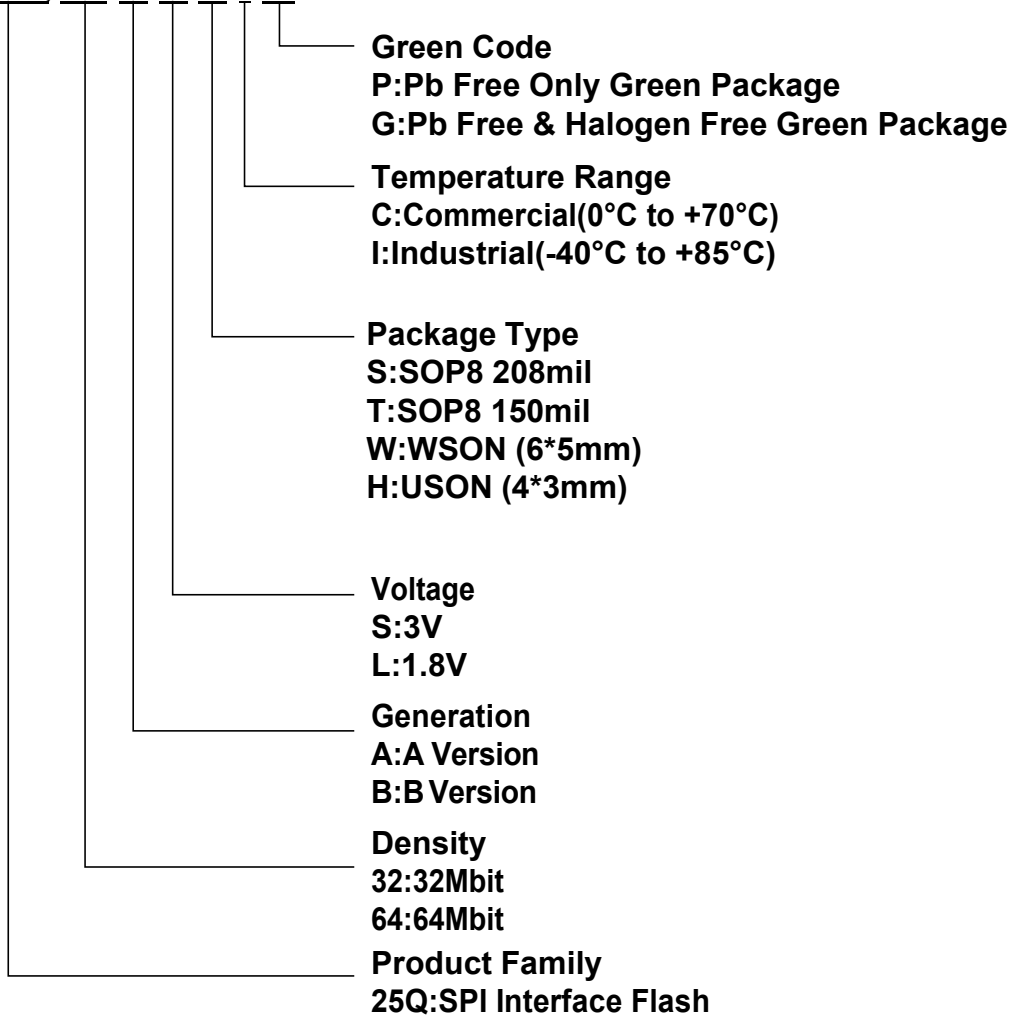 Green Code
P:Pb Free Only Green Package
G:Pb Free & Halogen Free Green Package
Temperature Range
C:Commercial(0°C to +70°C)
I:Industrial(-40°C to +85°C)
Package Type
S:SOP8 208mil
T:SOP8 150mil
W:WSON (6*5mm)
H:USON (4*3mm)
Voltage
S:3V
L:1.8V
Generation
A:A Version
B:B Version
Density
32:32Mbit
64:64Mbit
Product Family
25Q:SPI Interface Flash